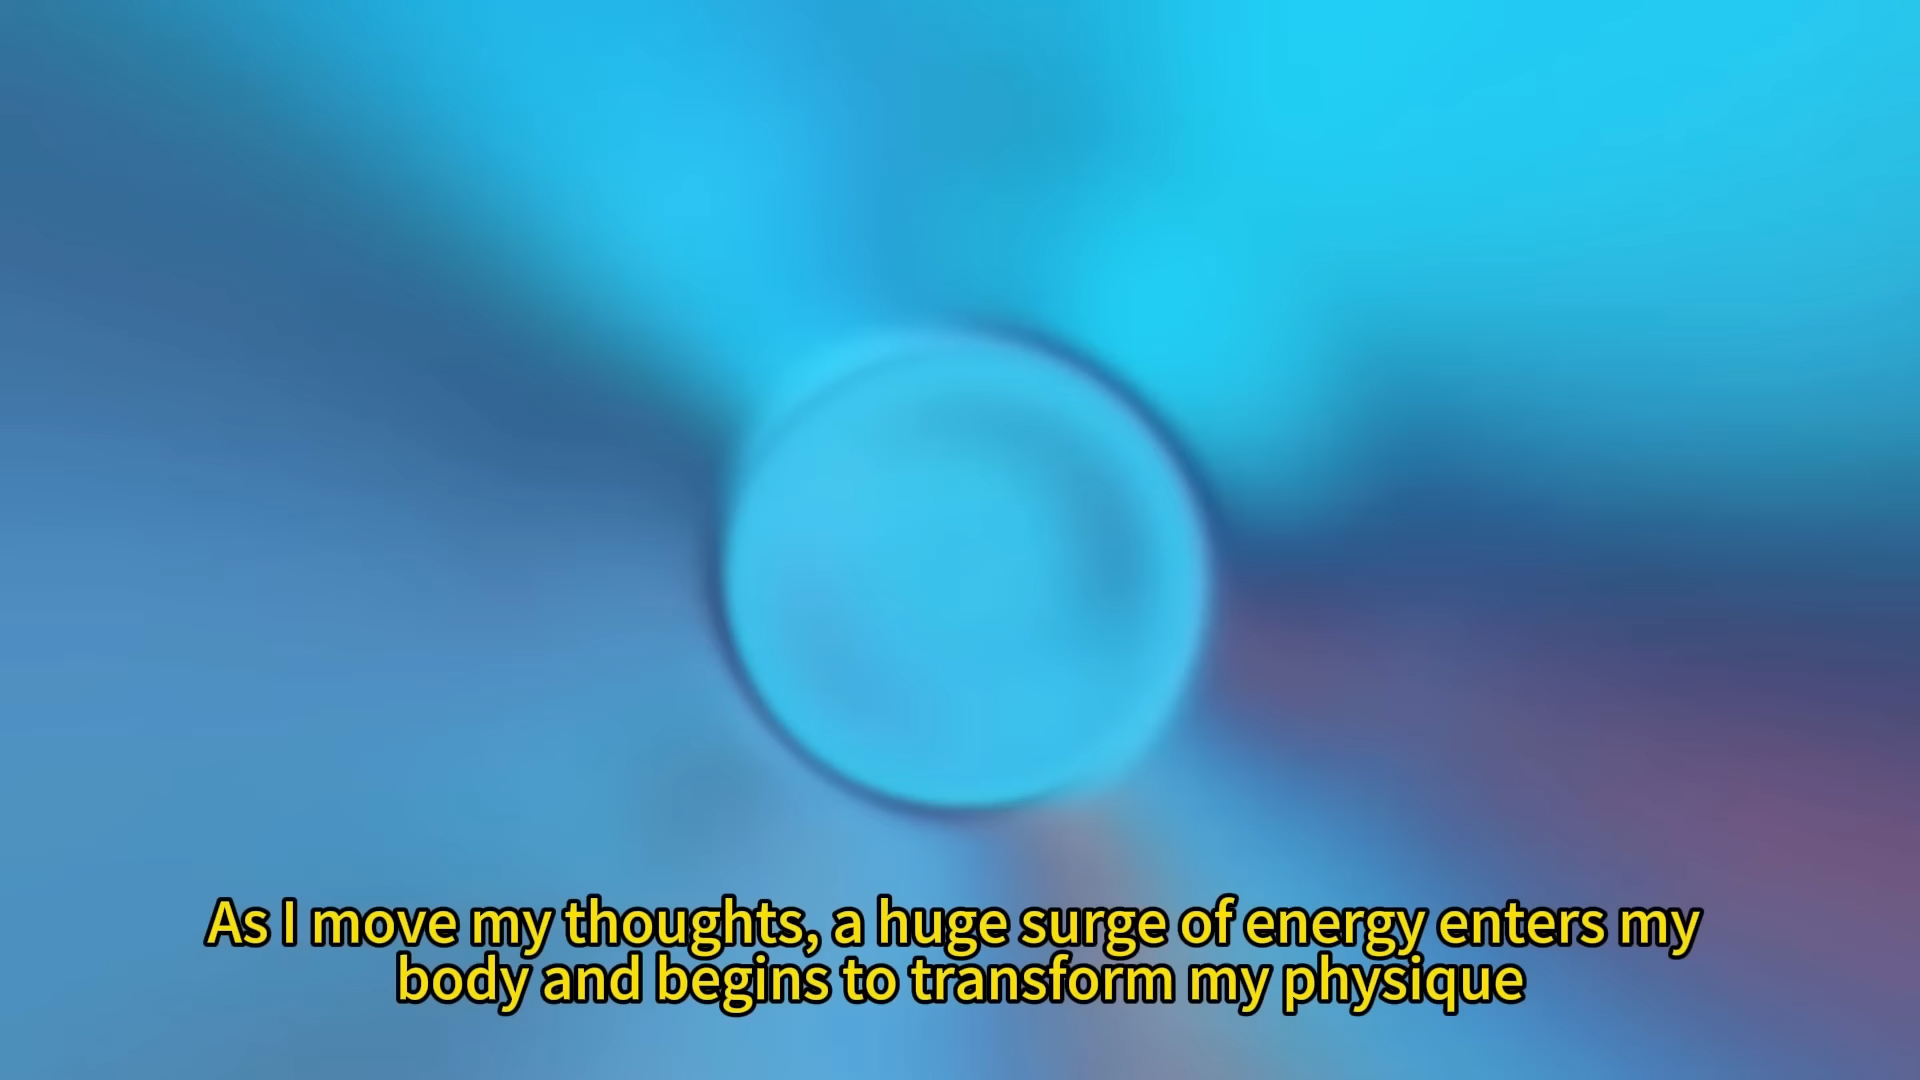 As I move my thoughts, a huge surge of energy enters my
body and begins to transform my physique